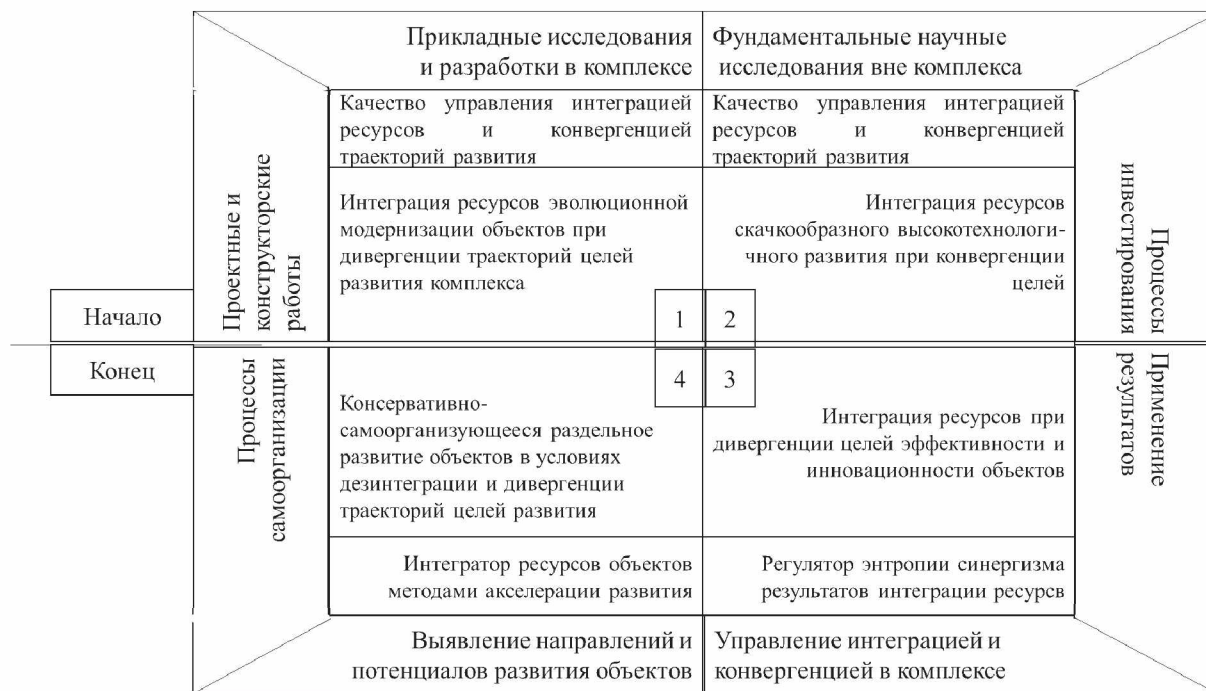 Прикладные исследования
и разработки в комплексе
Фундаментальные научные
исследования вне комплекса
Качество управления интеграцией
ресурсов и конвергенцией
траекторий развития
Качество управления интеграцией
ресурсов и конвергенцией
траекторий развития
Проектные и
конструкторские
работы
Интеграция ресурсов эволюционной
модернизации объектов при
дивергенции траекторий целей
развития комплекса
Интеграция ресурсов
скачкообразного высокотехнологи-
чного развития при конвергенции
целей
Процессы
инвестирования
Начало
1
2
Конец
4
3
Процессы
самоорганизации
Консервативно-
самоорганизующееся раздельное
развитие объектов в условиях
дезинтеграции и дивергенции
траекторий целей развития
Интеграция ресурсов при
дивергенции целей эффективности и
инновационности объектов
Применение
результатов
Интегратор ресурсов объектов
методами акселерации развития
Регулятор энтропии синергизма
результатов интеграции ресурсв
Выявление направлений и
потенциалов развития объектов
Управление интеграцией и
конвергенцией в комплексе